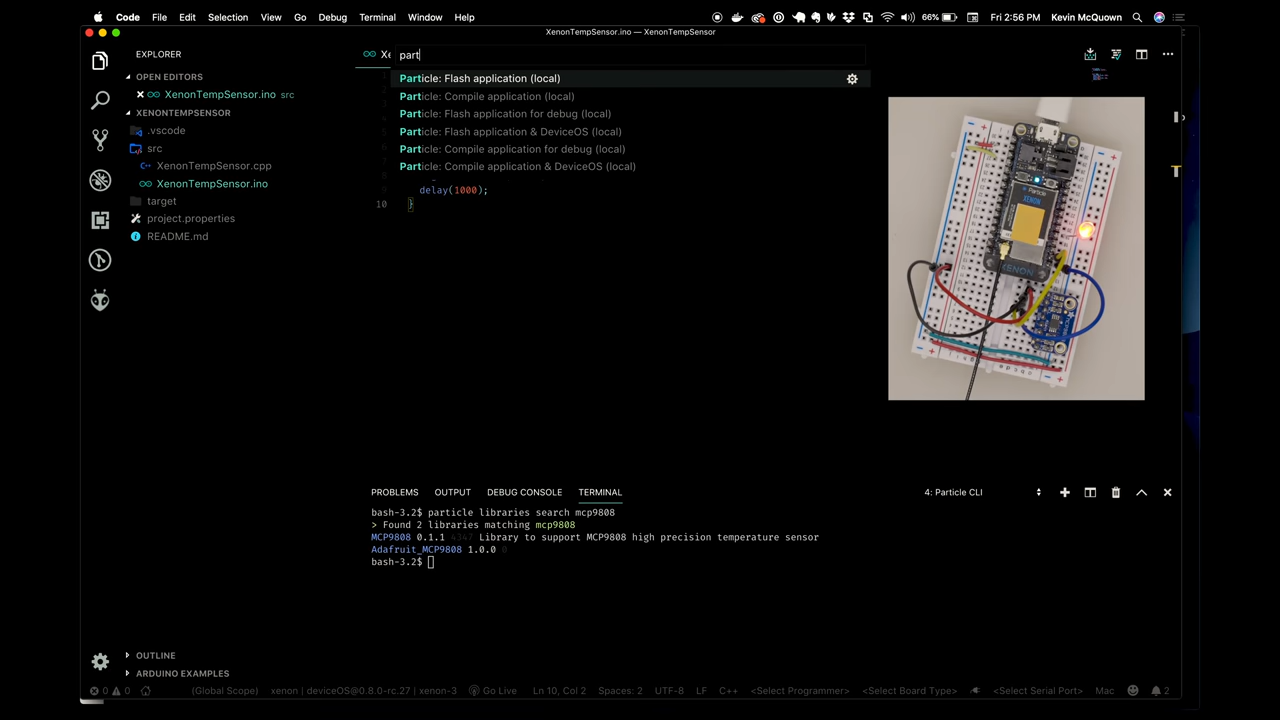 Code File Edit Selection View Go Debug Terminal Window Help 66% Fri 2:56 PM Kevin McQuown
XenonTempSensor.ino — XenonTempSensor
EXPLORER
OPEN EDITORS
XenonTempSensor.ino src
XENONTEMPSENSOR
.vscode
src
XenonTempSensor.cpp
XenonTempSensor.ino
target
project.properties
README.md
Xe
part
Particle: Flash application (local)
Particle: Compile application (local)
Particle: Flash application for debug (local)
Particle: Flash application & DeviceOS (local)
Particle: Compile application for debug (local)
Particle: Compile application & DeviceOS (local)
delay(1000);
10 }
Particle
XENON
XENON
PROBLEMS OUTPUT DEBUG CONSOLE TERMINAL 4: Particle CLI
bash-3.2$ particle libraries search mcp9808
> Found 2 libraries matching mcp9808
MCP9808 0.1.1 4347 Library to support MCP9808 high precision temperature sensor
Adafruit_MCP9808 1.0.0 0
bash-3.2$
OUTLINE
ARDUINO EXAMPLES
0 0 (Global Scope) xenon | deviceOS@0.8.0-rc.27 | xenon-3 Go Live Ln 10, Col 2 Spaces: 2 UTF-8 LF C++ <Select Programmer> <Select Board Type> <Select Serial Port> Mac 2